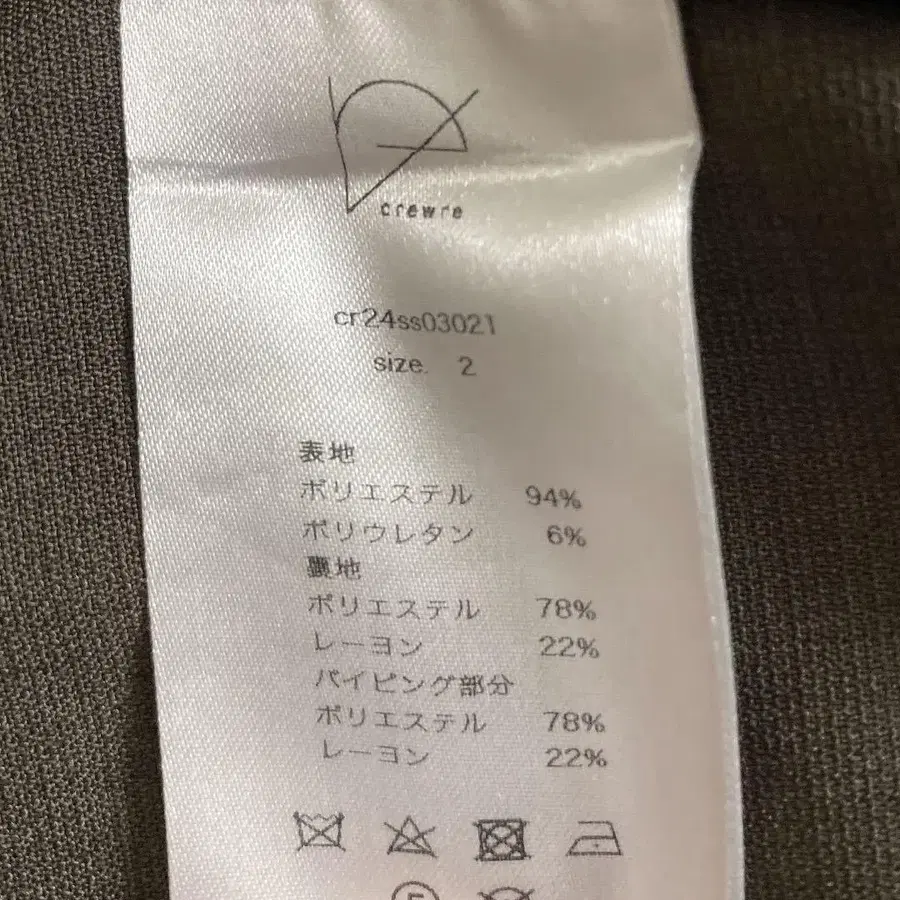 crewre
cr24ss03021
size. 2
表地
ポリエステル 94%
ポリウレタン 6%
裏地
ポリエステル 78%
レーヨン 22%
パイピング部分
ポリエステル 78%
レーヨン 22%